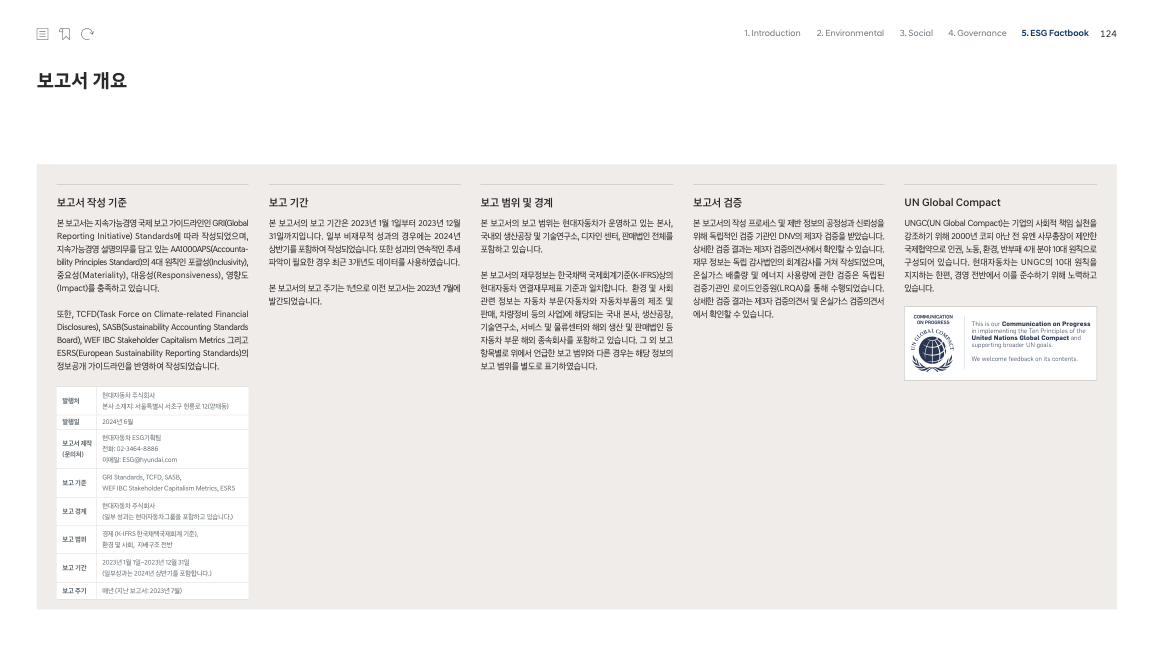 1. Introduction 2. Environmental 3. Social 4. Governance 5. ESG Factbook 124
보고서 개요
보고서 작성 기준
본 보고서는 지속가능경영 국제 보고 가이드라인인 GRI(Global
Reporting Initiative) Standards에 따라 작성되었으며,
지속가능경영 설명의무를 담고 있는 AA1000APS(Accounta-
bility Principles Standard)의 4대 원칙인 포괄성(Inclusivity),
중요성(Materiality), 대응성(Responsiveness), 영향도
(Impact)를 충족하고 있습니다.
또한, TCFD(Task Force on Climate-related Financial
Disclosures), SASB(Sustainability Accounting Standards
Board), WEF IBC Stakeholder Capitalism Metrics 그리고
ESRS(European Sustainability Reporting Standards)의
정보공개 가이드라인을 반영하여 작성되었습니다.
발행처
현대자동차 주식회사
본사 소재지: 서울특별시 서초구 헌릉로 12(양재동)
발행일
2024년 6월
보고서 제작
(문의처)
현대자동차 ESG기획팀
전화: 02-3464-8886
이메일: ESG@hyundai.com
보고 기준
GRI Standards, TCFD, SASB,
WEF IBC Stakeholder Capitalism Metrics, ESRS
보고 경계
현대자동차 주식회사
(일부 성과는 현대자동차그룹을 포함하고 있습니다.)
보고 범위
경제 (K-IFRS 한국채택국제회계 기준),
환경 및 사회, 지배구조 전반
보고 기간
2023년 1월 1일~2023년 12월 31일
(일부성과는 2024년 상반기를 포함합니다.)
보고 주기
매년 (지난 보고서: 2023년 7월)
보고 기간
본 보고서의 보고 기간은 2023년 1월 1일부터 2023년 12월
31일까지입니다. 일부 비재무적 성과의 경우에는 2024년
상반기를 포함하여 작성되었습니다. 또한 성과의 연속적인 추세
파악이 필요한 경우 최근 3개년도 데이터를 사용하였습니다.
본 보고서의 보고 주기는 1년으로 이전 보고서는 2023년 7월에
발간되었습니다.
보고 범위 및 경계
본 보고서의 보고 범위는 현대자동차가 운영하고 있는 본사,
국내외 생산공장 및 기술연구소, 디자인 센터, 판매법인 전체를
포함하고 있습니다.
본 보고서의 재무정보는 한국채택 국제회계기준(K-IFRS)상의
현대자동차 연결재무제표 기준과 일치합니다. 환경 및 사회
관련 정보는 자동차 부문(자동차와 자동차부품의 제조 및
판매, 차량정비 등의 사업)에 해당되는 국내 본사, 생산공장,
기술연구소, 서비스 및 물류센터와 해외 생산 및 판매법인 등
자동차 부문 해외 종속회사를 포함하고 있습니다. 그 외 보고
항목별로 위에서 언급한 보고 범위와 다른 경우는 해당 정보의
보고 범위를 별도로 표기하였습니다.
보고서 검증
본 보고서의 작성 프로세스 및 제반 정보의 공정성과 신뢰성을
위해 독립적인 검증 기관인 DNV의 제3자 검증을 받았습니다.
상세한 검증 결과는 제3자 검증의견서에서 확인할 수 있습니다.
재무 정보는 독립 감사법인의 회계감사를 거쳐 작성되었으며,
온실가스 배출량 및 에너지 사용량에 관한 검증은 독립된
검증기관인 로이드인증원(LRQA)을 통해 수행되었습니다.
상세한 검증 결과는 제3자 검증의견서 및 온실가스 검증의견서
에서 확인할 수 있습니다.
UN Global Compact
UNGC(UN Global Compact)는 기업의 사회적 책임 실천을
강조하기 위해 2000년 코피 아난 전 유엔 사무총장이 제안한
국제협약으로 인권, 노동, 환경, 반부패 4개 분야 10대 원칙으로
구성되어 있습니다. 현대자동차는 UNGC의 10대 원칙을
지지하는 한편, 경영 전반에서 이를 준수하기 위해 노력하고
있습니다.
COMMUNICATION
ON PROGRESS
UN GLOBAL COMPACT
This is our Communication on Progress
in implementing the Ten Principles of the
United Nations Global Compact and
supporting broader UN goals.
We welcome feedback on its contents.